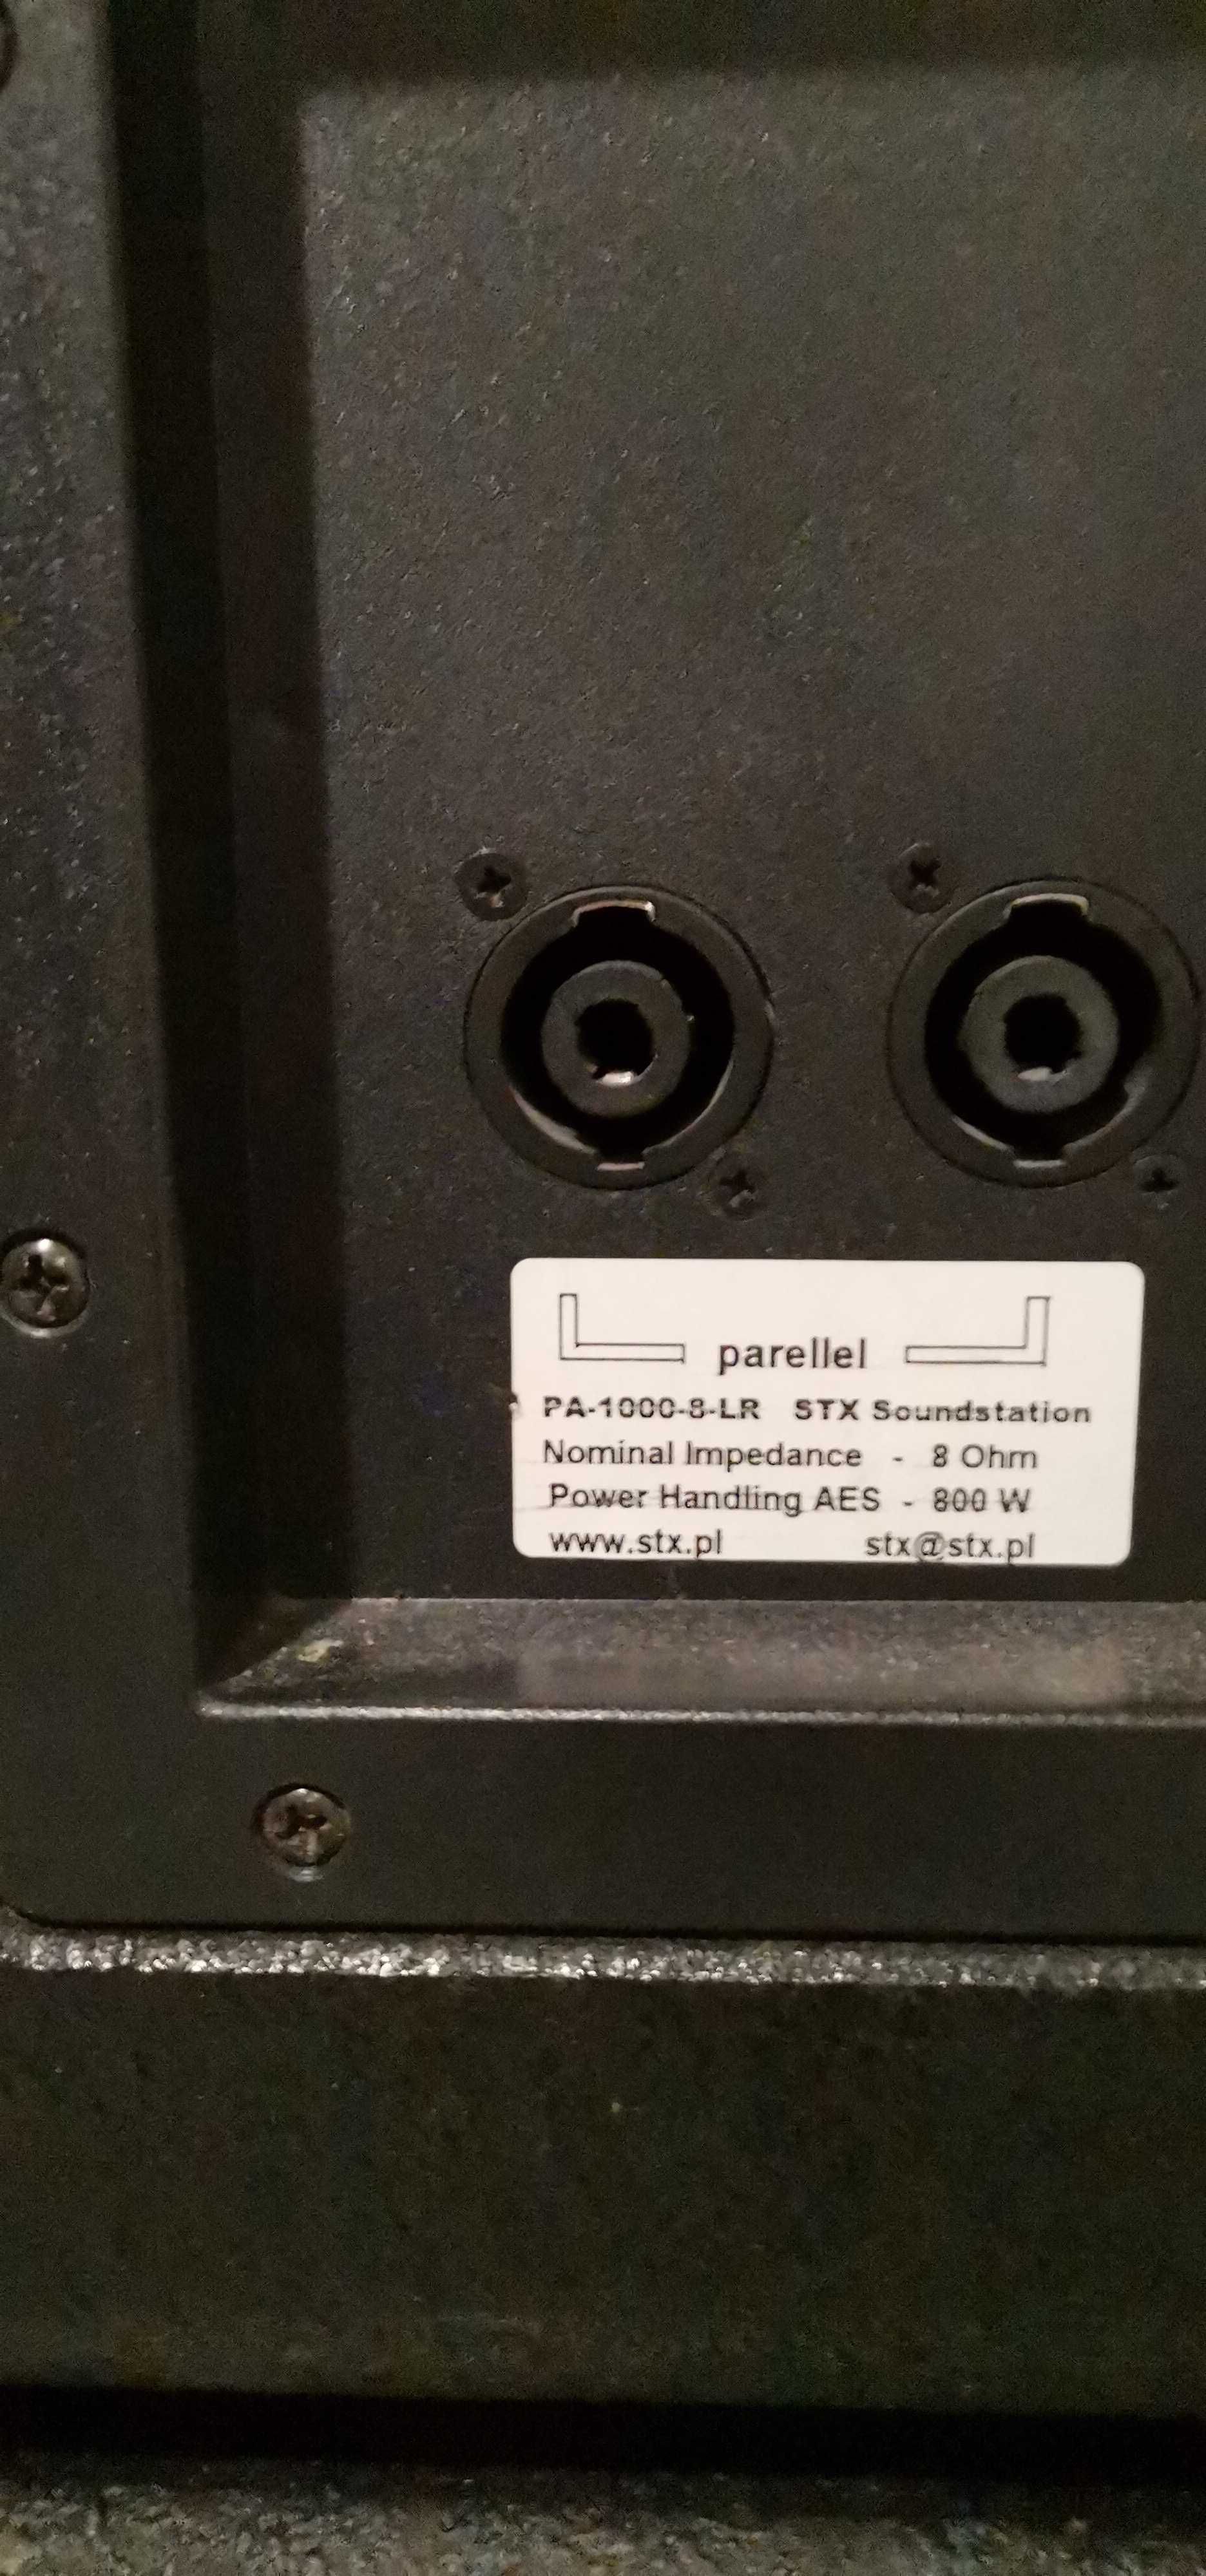 parellel
PA-1000-8-LR STX Soundstation
Nominal Impedance - 8 Ohm
Power Handling AES - 800 W
www.stx.pl stx@stx.pl